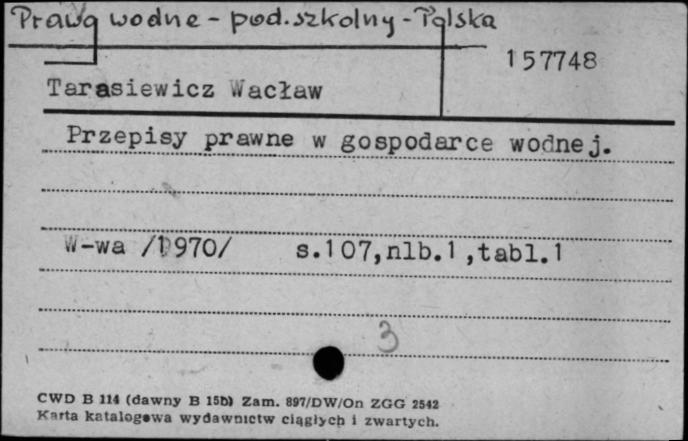 Prawo wodne - pod. szkolny - Polska
157748
Tarasiewicz Wacław
Przepisy prawne w gospodarce wodnej.
W-wa /1970/ s.107,nlb.1,tabl.1
3
CWD B 114 (dawny B 15b) Zam. 897/DW/On ZGG 2542
Karta katalogowa wydawnictw ciągłych i zwartych.